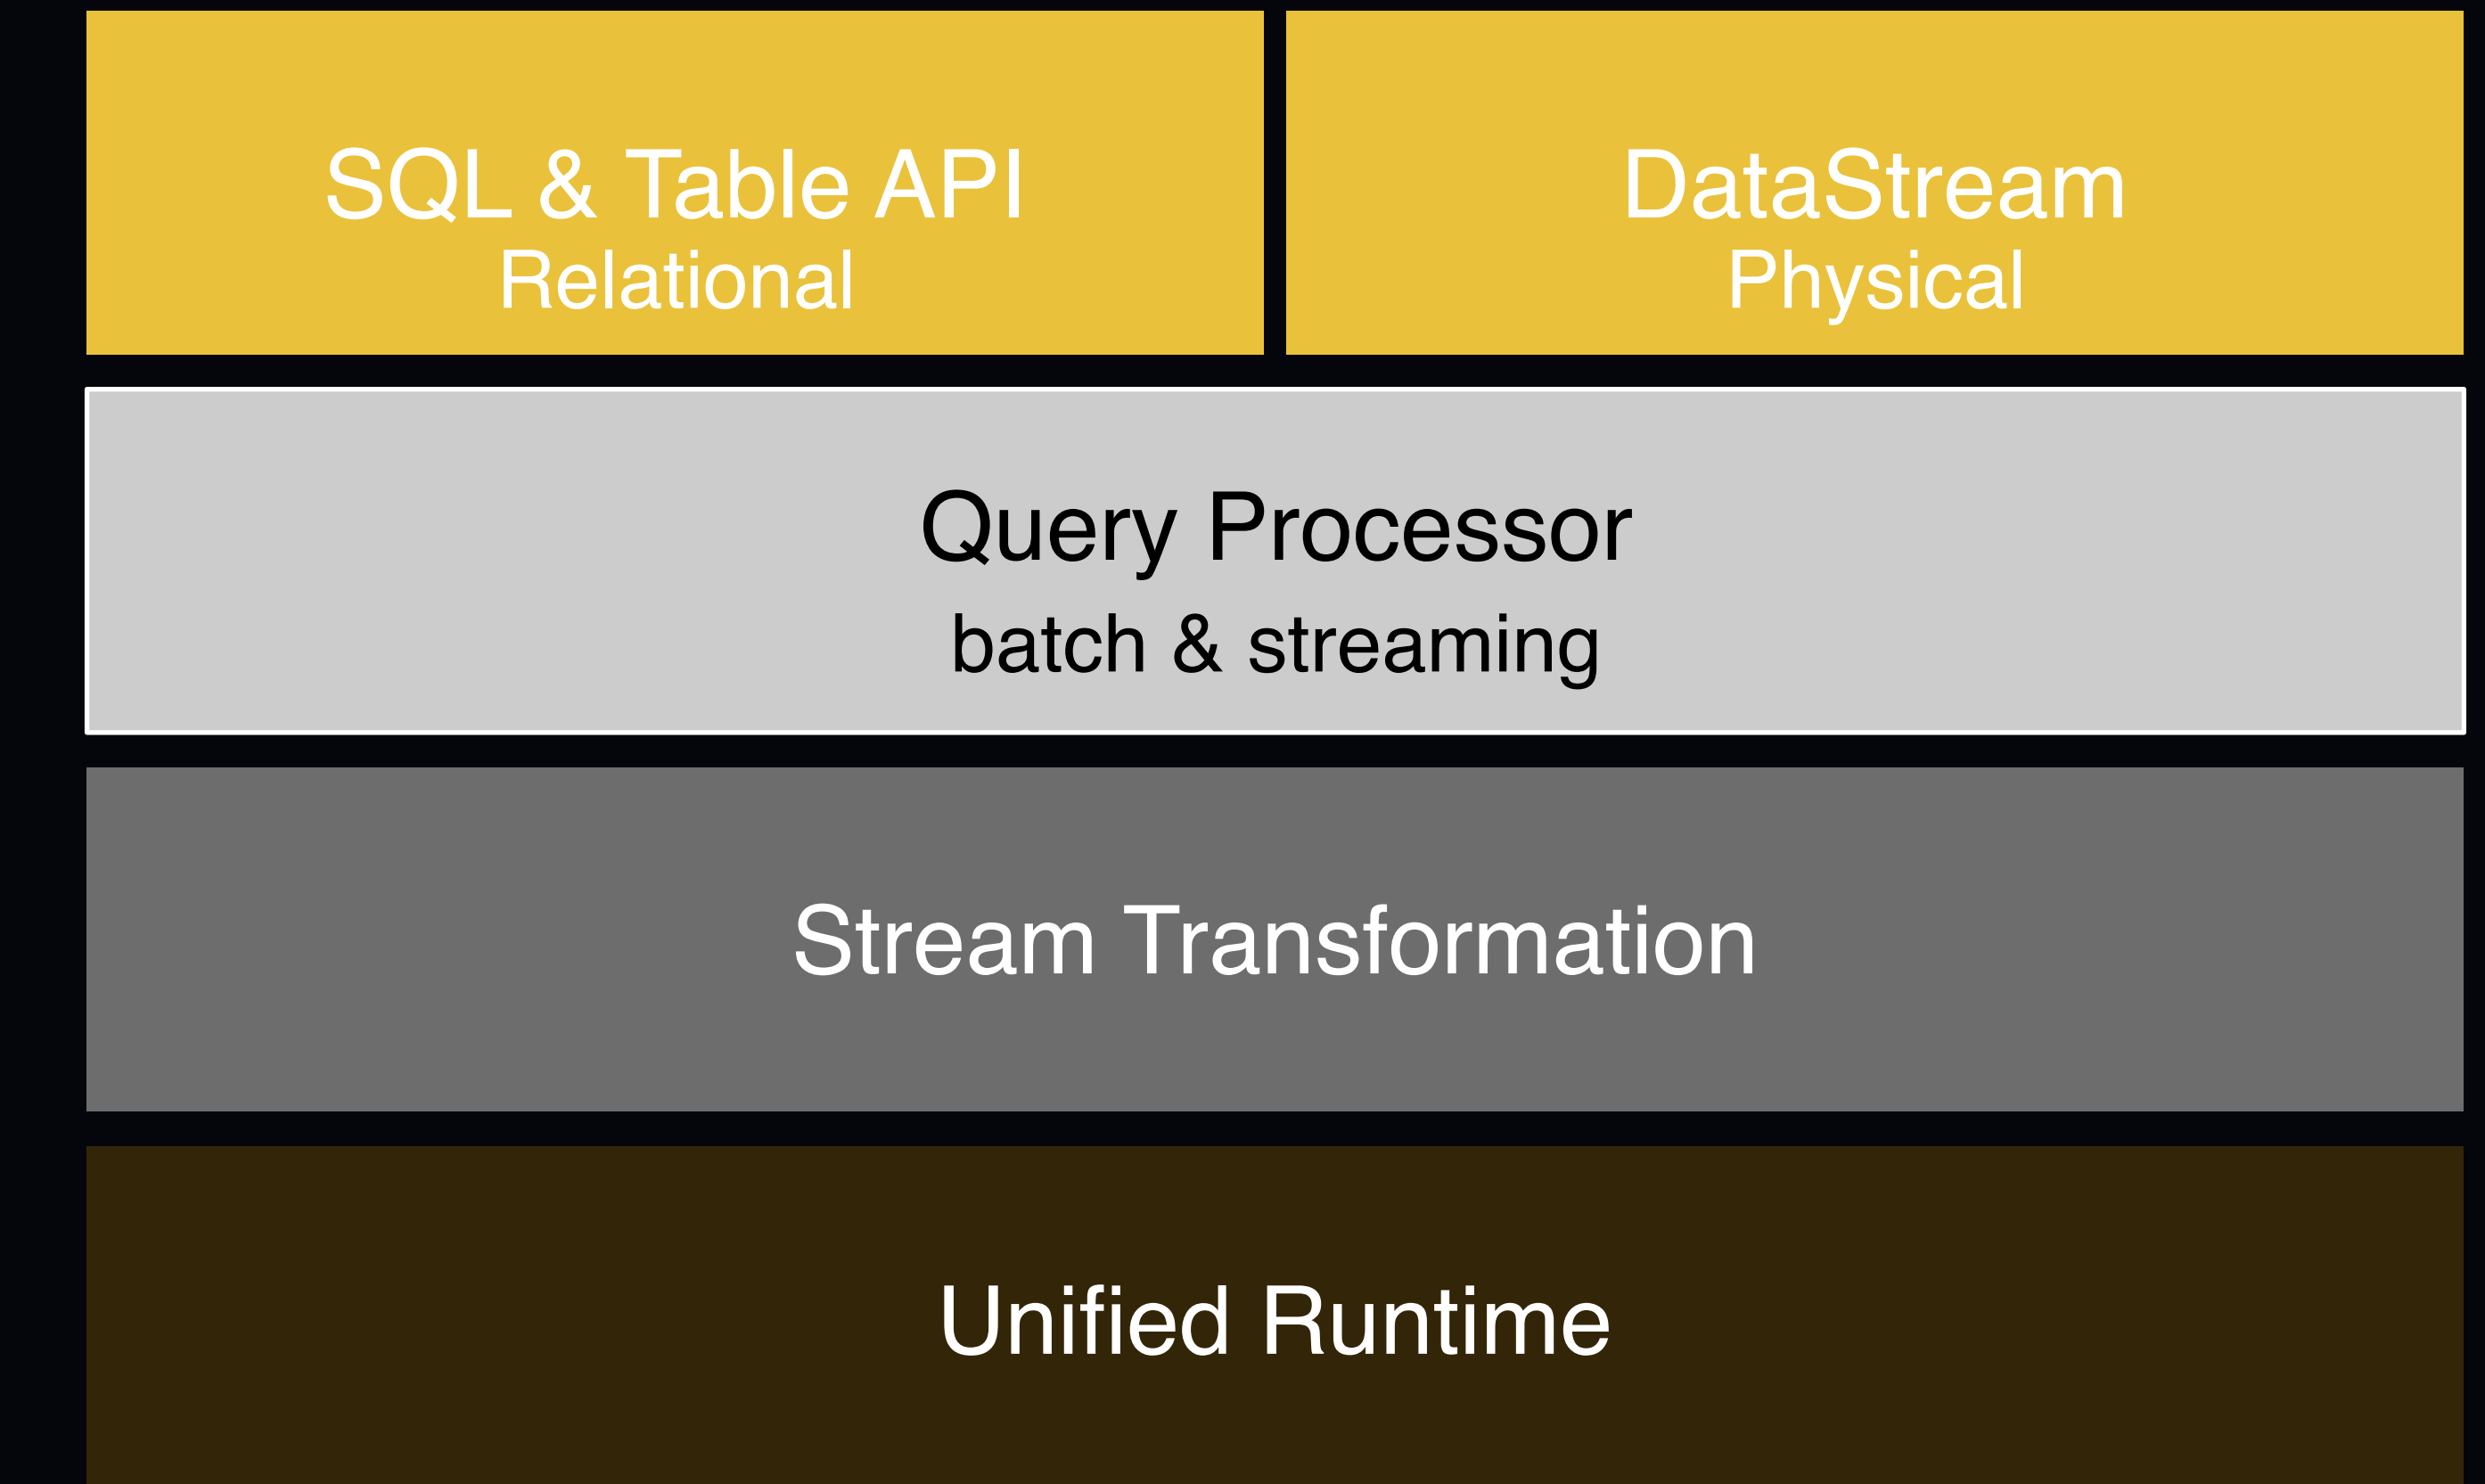 SQL & Table API
Relational
DataStream
Physical
Query Processor
batch & streaming
Stream Transformation
Unified Runtime